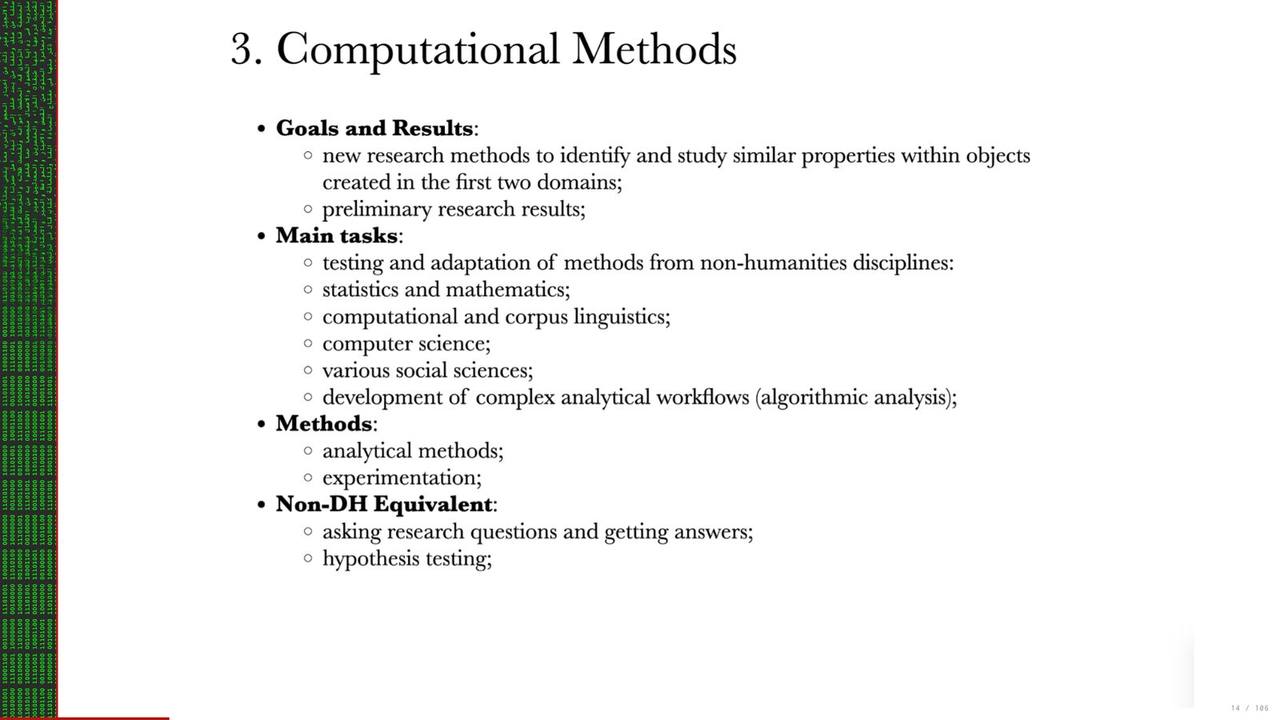 3. Computational Methods
• Goals and Results:
◦ new research methods to identify and study similar properties within objects
created in the first two domains;
◦ preliminary research results;
• Main tasks:
◦ testing and adaptation of methods from non-humanities disciplines:
◦ statistics and mathematics;
◦ computational and corpus linguistics;
◦ computer science;
◦ various social sciences;
◦ development of complex analytical workflows (algorithmic analysis);
• Methods:
◦ analytical methods;
◦ experimentation;
• Non-DH Equivalent:
◦ asking research questions and getting answers;
◦ hypothesis testing;
14 / 106